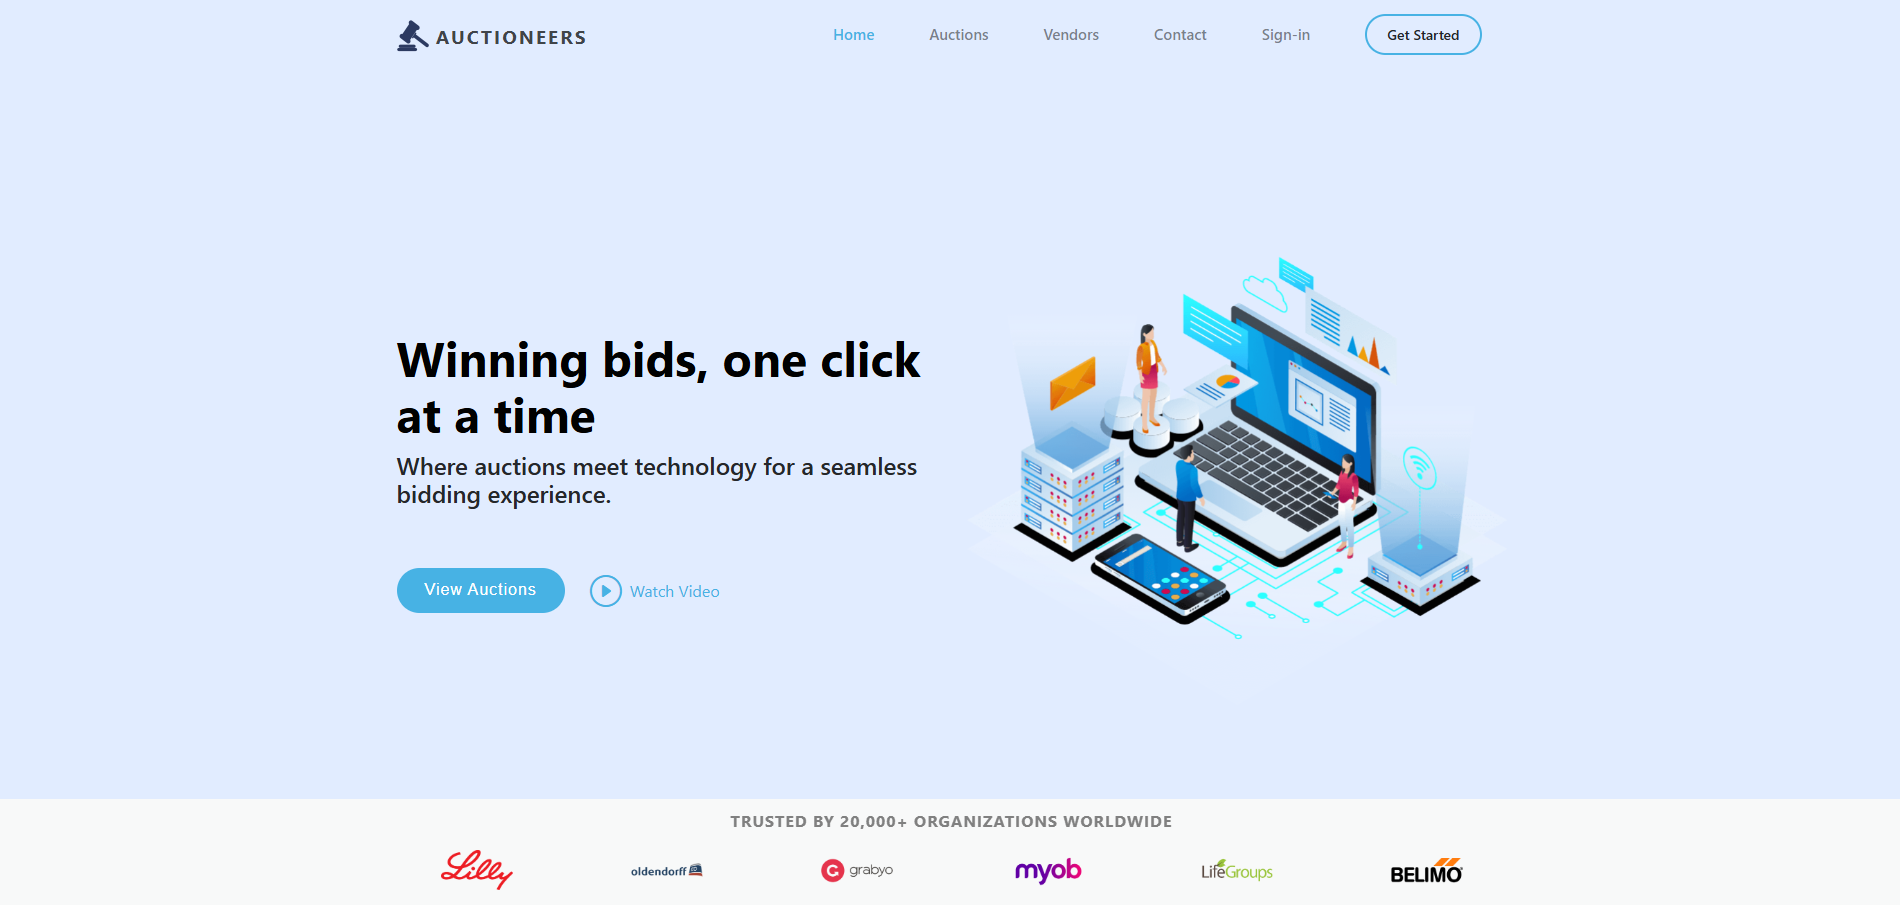 AUCTIONEERS
Home Auctions Vendors Contact Sign-in Get Started
Winning bids, one click
at a time
Where auctions meet technology for a seamless
bidding experience.
View Auctions Watch Video
TRUSTED BY 20,000+ ORGANIZATIONS WORLDWIDE
Lilly oldendorff grabyo myob LifeGroups BELIMO